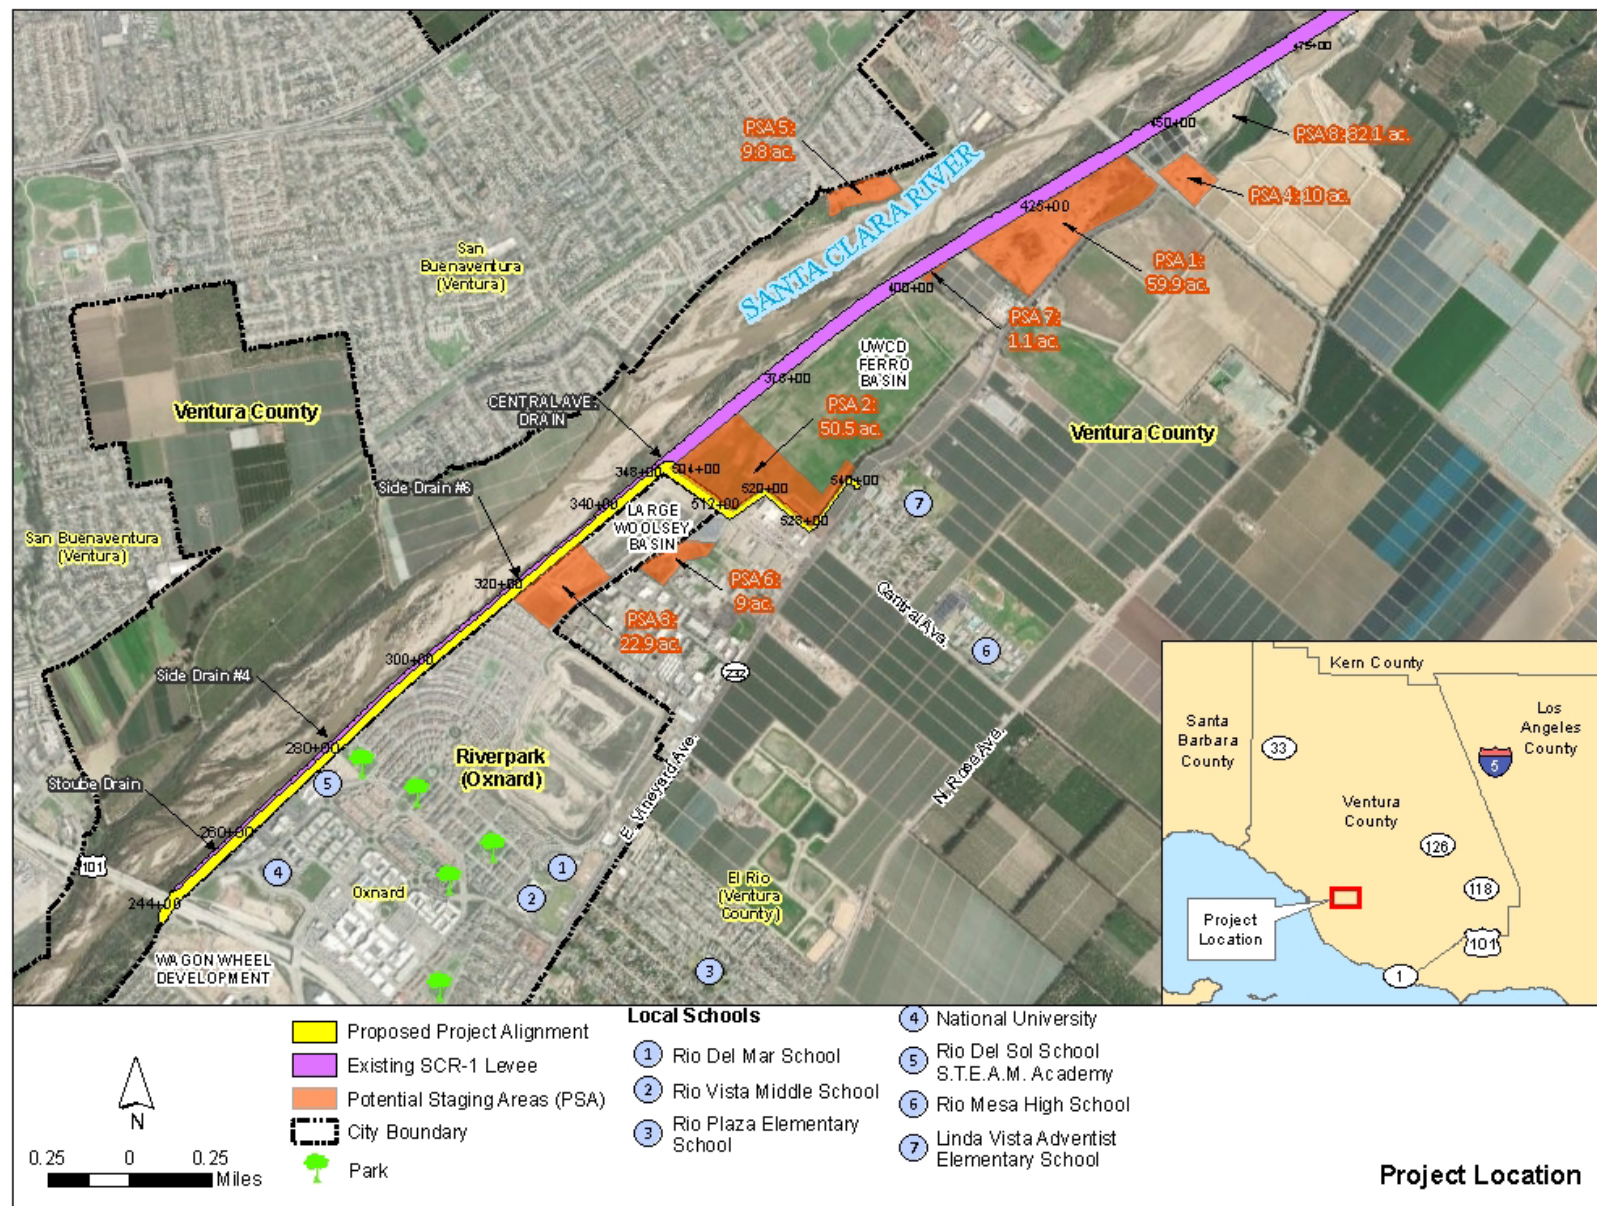 475+00
450+00
PSA 5:
9.8 ac.
PSA 8: 82.1 ac.
PSA 4: 10 ac.
SANTA CLARA RIVER
425+00
San
Buenaventura
(Ventura)
PSA 1:
59.9 ac.
400+00
PSA 7:
1.1 ac.
UWCD
FERRO
BASIN
375+00
CENTRAL AVE.
DRAIN
PSA 2:
50.5 ac.
Ventura County
Ventura County
348+00
504+00
Side Drain #6
520+00
540+00
340+00
512+00
528+00
7
LARGE
WOOLSEY
BASIN
San Buenaventura
(Ventura)
320+00
PSA 6:
9 ac.
PSA 3:
22.9 ac.
Central Ave.
6
300+00
232
Side Drain #4
280+00
Riverpark
(Oxnard)
5
E. Vineyard Ave.
N. Rose Ave.
Stoube Drain
260+00
101
4
1
2
Oxnard
El Rio
(Ventura
County)
244+00
WAGON WHEEL
DEVELOPMENT
3
Kern County
Santa
Barbara
County
33
Los
Angeles
County
5
Ventura
County
126
118
Project
Location
101
1
Proposed Project Alignment
Existing SCR-1 Levee
Potential Staging Areas (PSA)
City Boundary
Park
N
0.25 0 0.25
Miles
Local Schools
1 Rio Del Mar School
2 Rio Vista Middle School
3 Rio Plaza Elementary
School
4 National University
5 Rio Del Sol School
S.T.E.A.M. Academy
6 Rio Mesa High School
7 Linda Vista Adventist
Elementary School
Project Location